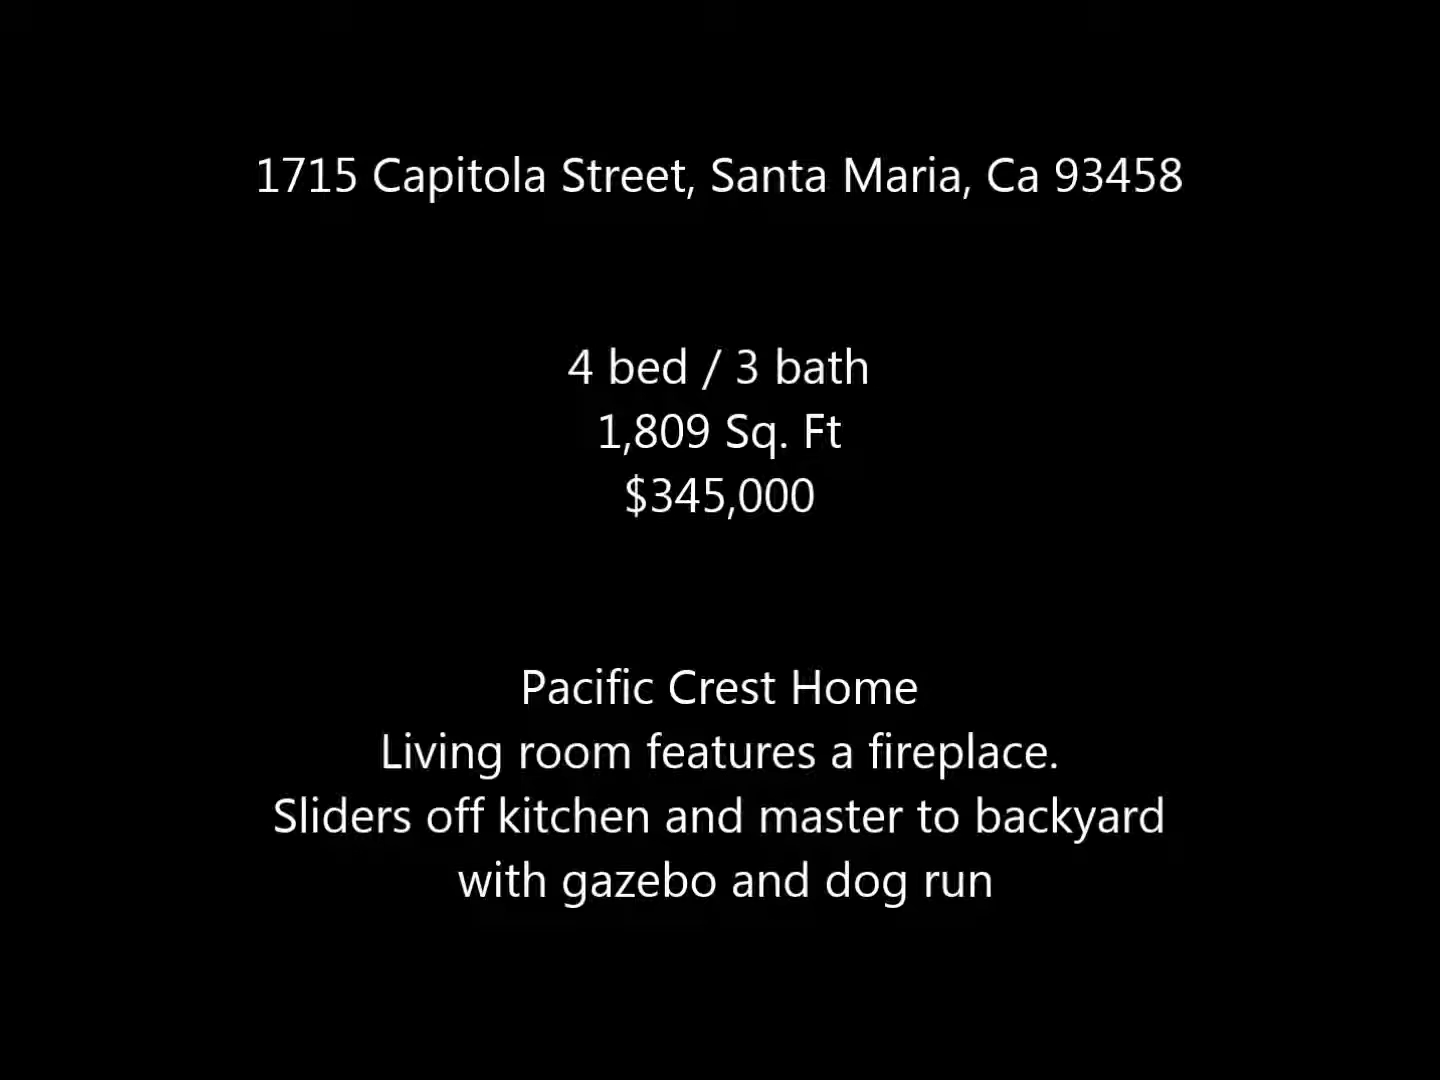 1715 Capitola Street, Santa Maria, Ca 93458
4 bed / 3 bath
1,809 Sq. Ft
$345,000
Pacific Crest Home
Living room features a fireplace.
Sliders off kitchen and master to backyard
with gazebo and dog run